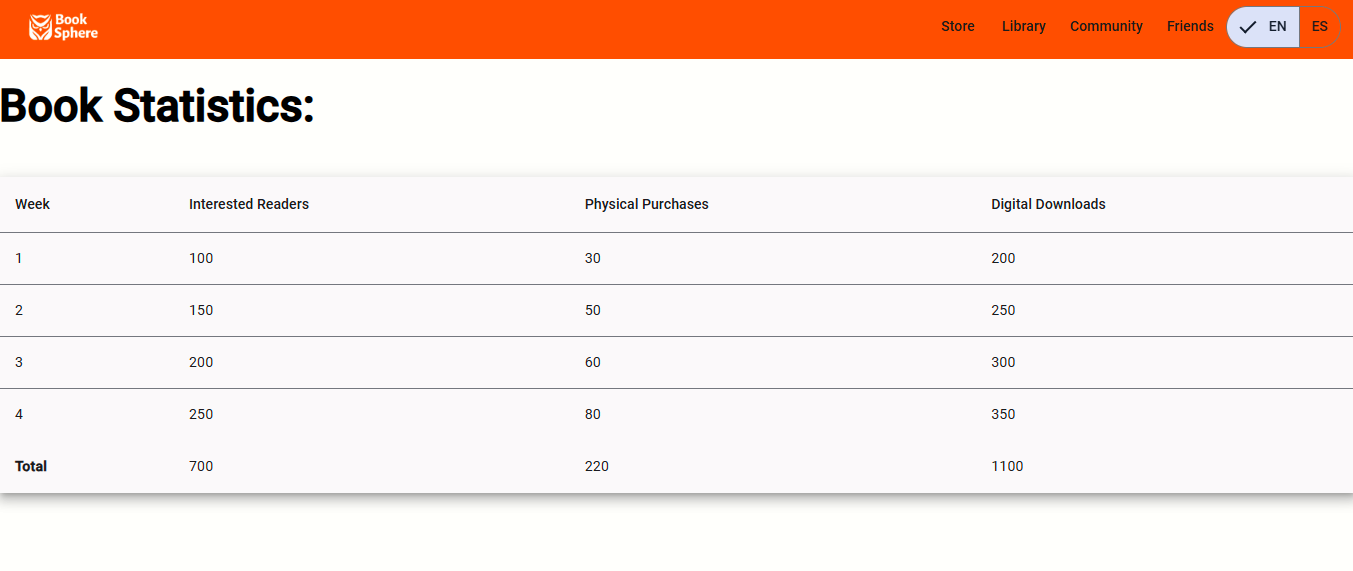 Book
Sphere
Store Library Community Friends EN ES
Book Statistics:
Week Interested Readers Physical Purchases Digital Downloads
1 100 30 200
2 150 50 250
3 200 60 300
4 250 80 350
Total 700 220 1100